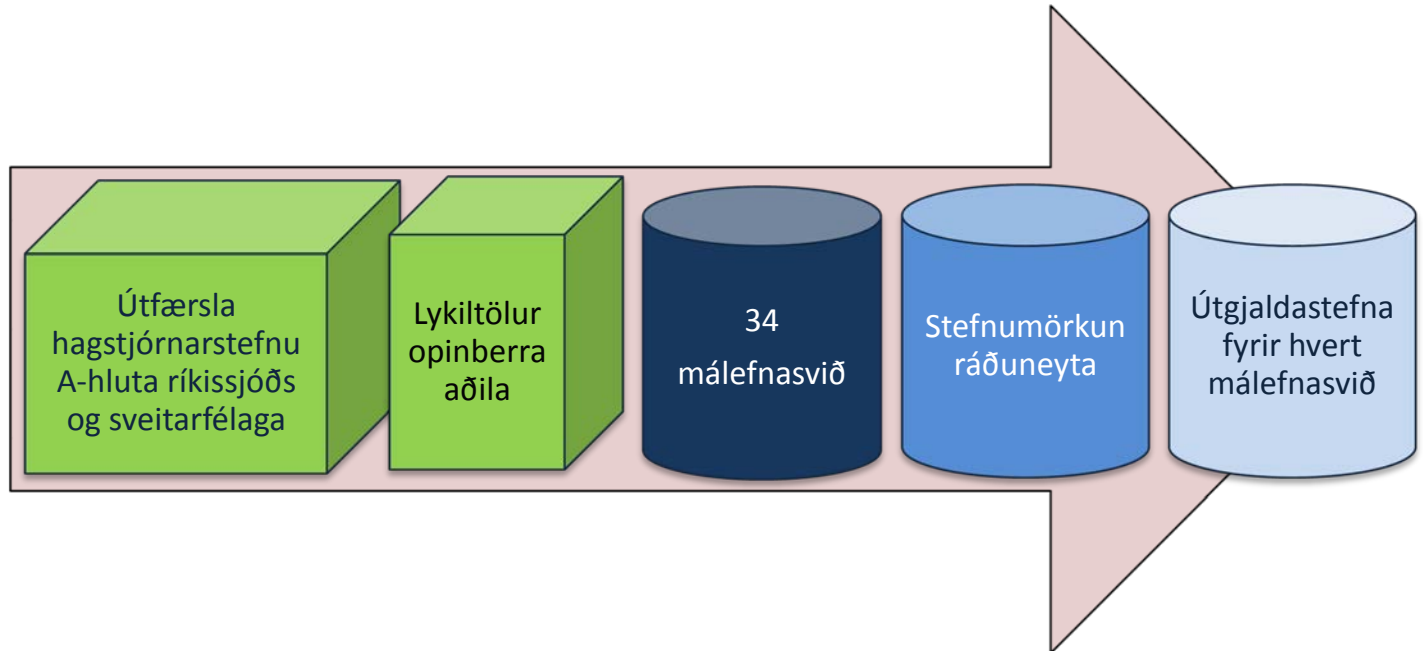 Útfærsla
hagstjórnarstefnu
A-hluta ríkissjóðs
og sveitarfélaga
Lykiltölur
opinberra
aðila
34
málefnasvið
Stefnumörkun
ráðuneyta
Útgjaldastefna
fyrir hvert
málefnasvið